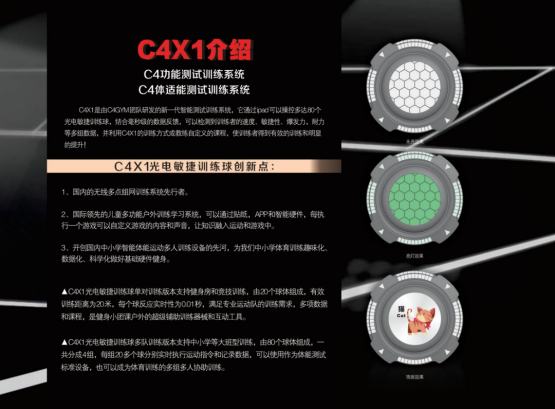 C4X1介绍
C4功能测试训练系统
C4体适能测试训练系统
C4X1是由C4GYM团队研发的新一代智能测试训练系统，它通过ipad可以操控多达80个
光电敏捷训练球，结合毫秒级的数据反馈，可以检测到训练者的速度、敏捷性、爆发力，耐力
等多组数据，并利用C4X1的训练方式或教练自定义的课程，使训练者得到有效的训练和明显
的提升！
C4X1光电敏捷训练球创新点：
1、国内的无线多点组网训练系统先行者。
2、国际领先的儿童多功能户外训练学习系统，可以通过贴纸，APP和智能硬件，每执
行一个游戏可以自定义游戏的内容和声音，让知识融入运动和游戏中。
3、开创国内中小学智能体能运动多人训练设备的先河，为我们中小学体育训练趣味化、
数据化、科学化做好基础硬件健身。
▲C4X1光电敏捷训练球单对训练版本支持健身房和竞技训练，由20个球体组成，有效
训练距离为20米，每个球反应实时性为0.01秒，满足专业运动队的训练需求，多项数据
和课程，是健身小团课户外的超级辅助训练器械和互动工具。
▲C4X1光电敏捷训练球多队训练版本支持中小学等大班型训练，由80个球体组成，一
共分成4组，每组20多个球分别实时执行运动指令和记录数据，可以使用作为体能测试
标准设备，也可以成为体育训练的多组多人协助训练。
亮灯效果
猫
Cat